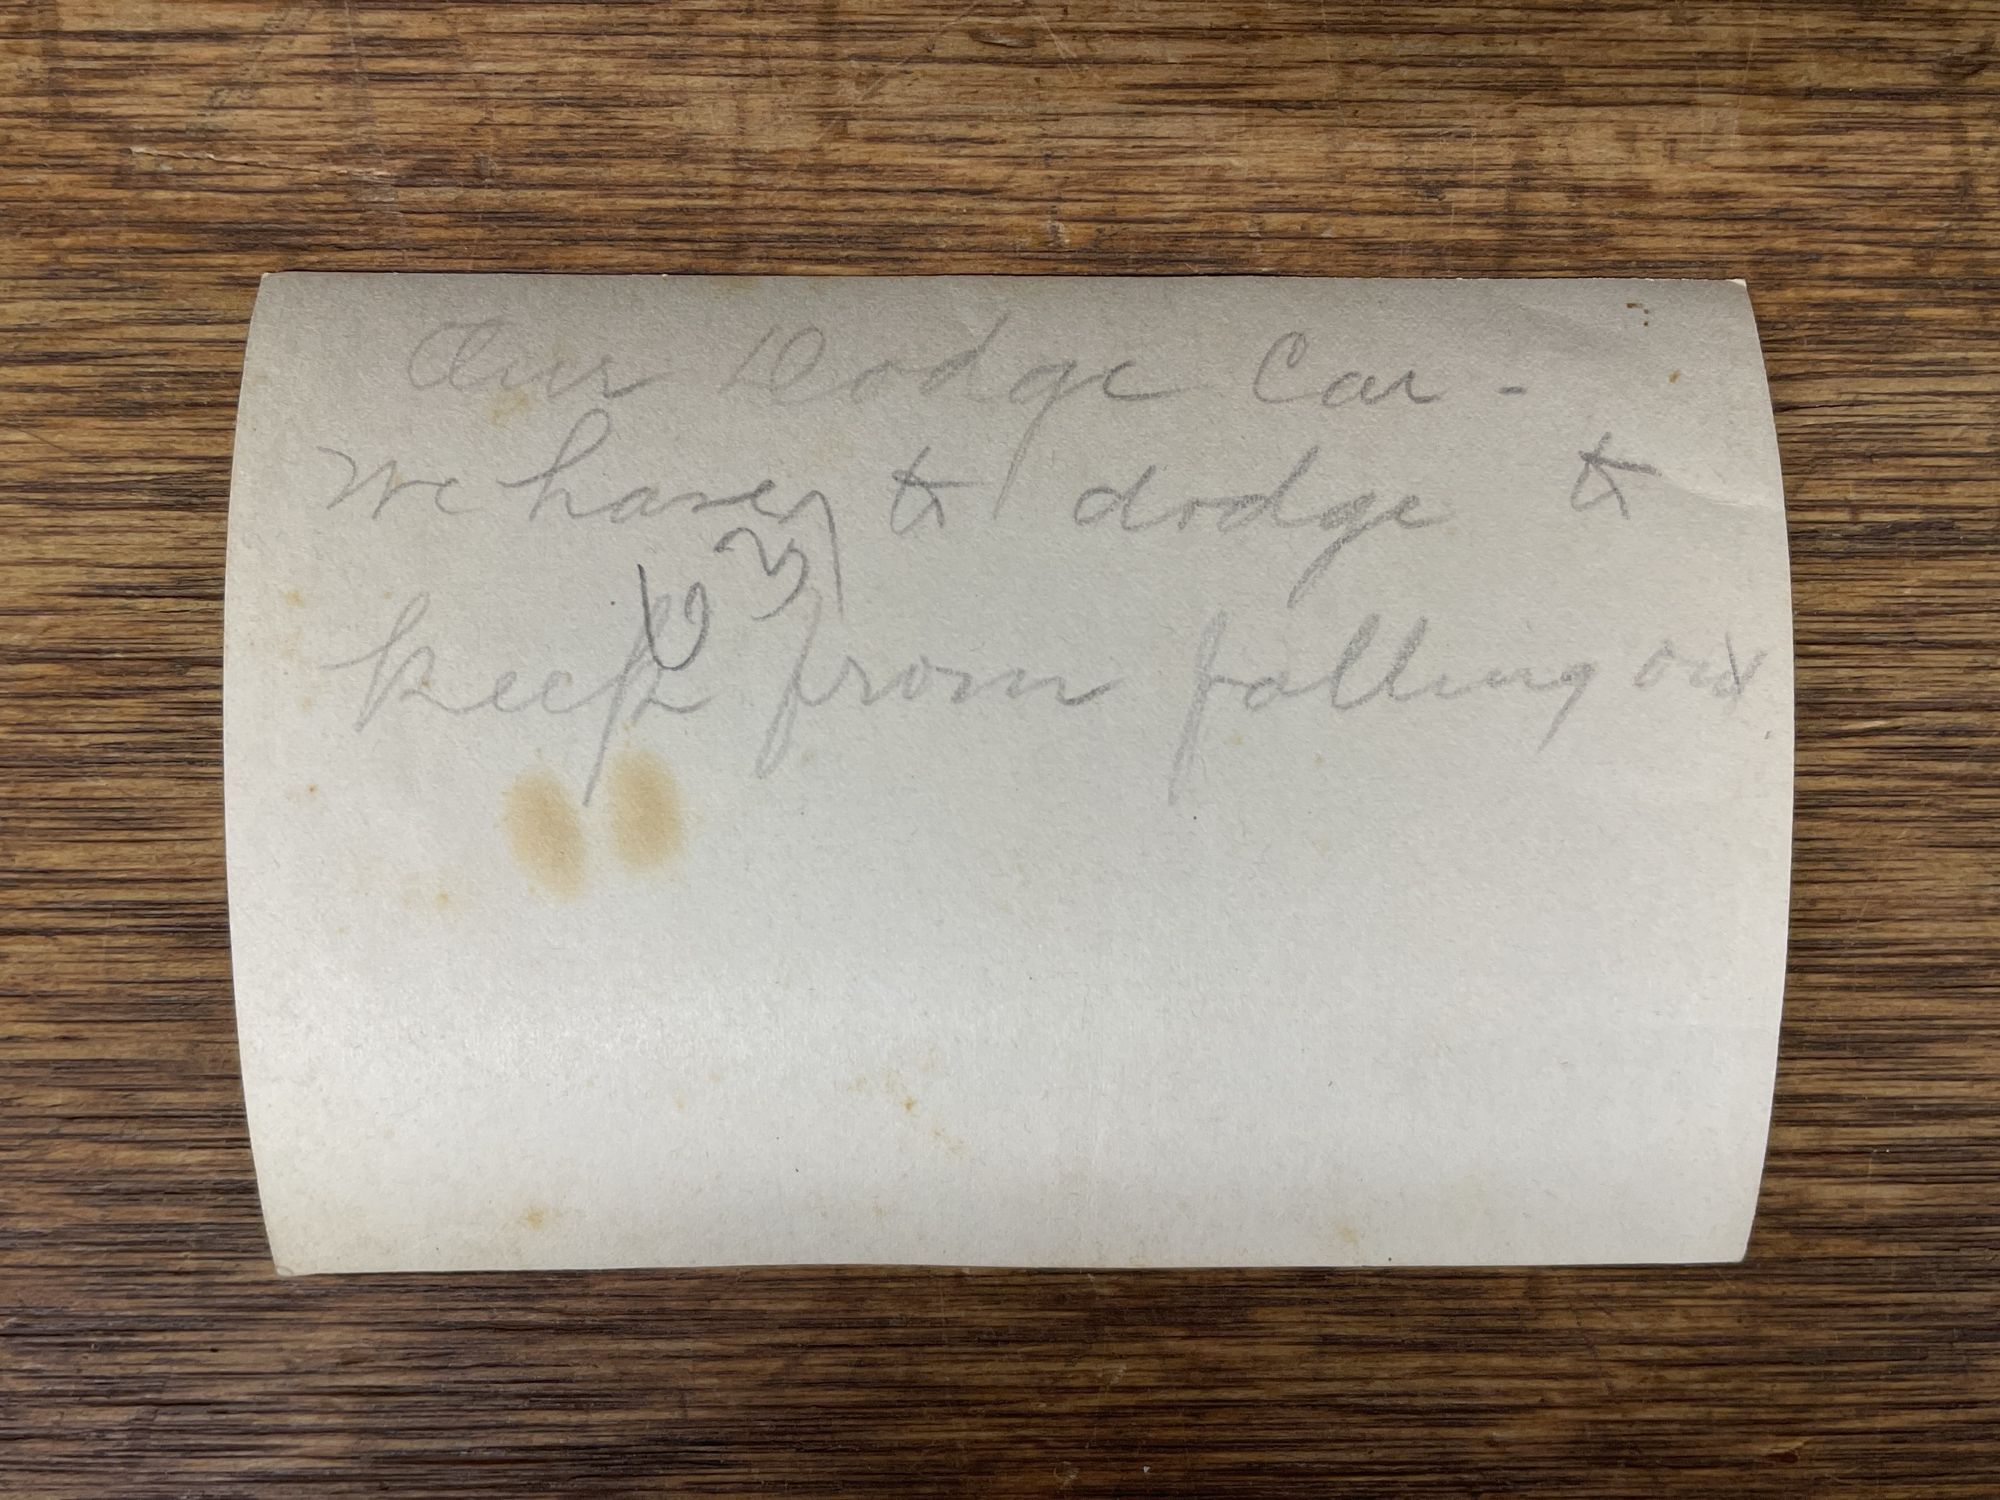 Our Dodge Car -
We have to dodge to
keep from falling out